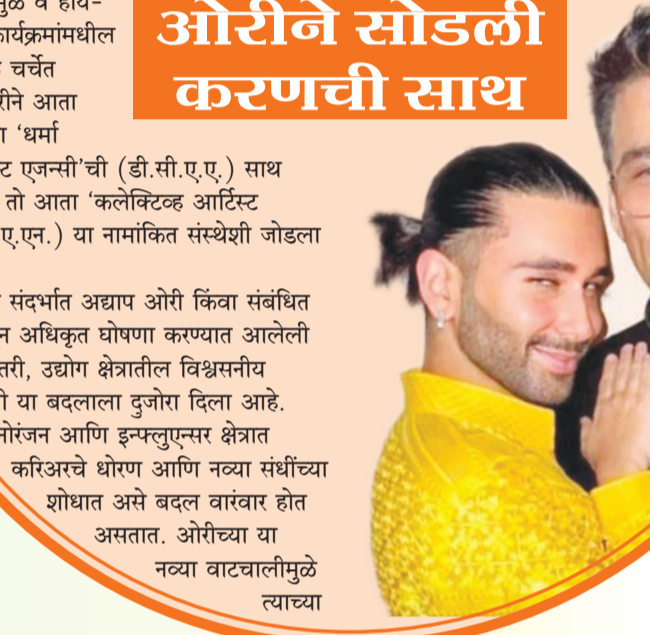 ओरीने सोडली
करणची साथ
व हाय-
कार्यक्रमांमधील
चर्चेत
आता
'धर्मा
एजन्सी'ची (डी.सी.ए.ए.) साथ
तो आता 'कलेक्टिव्ह आर्टिस्ट
ए.एन.) या नामांकित संस्थेशी जोडला
संदर्भात अद्याप ओरी किंवा संबंधित
अधिकृत घोषणा करण्यात आलेली
तरी, उद्योग क्षेत्रातील विश्वसनीय
या बदलाला दुजोरा दिला आहे.
आणि इन्फ्लुएन्सर क्षेत्रात
करिअरचे धोरण आणि नव्या संधींच्या
शोधात असे बदल वारंवार होत
असतात. ओरीच्या या
नव्या वाटचालीमुळे
त्याच्या